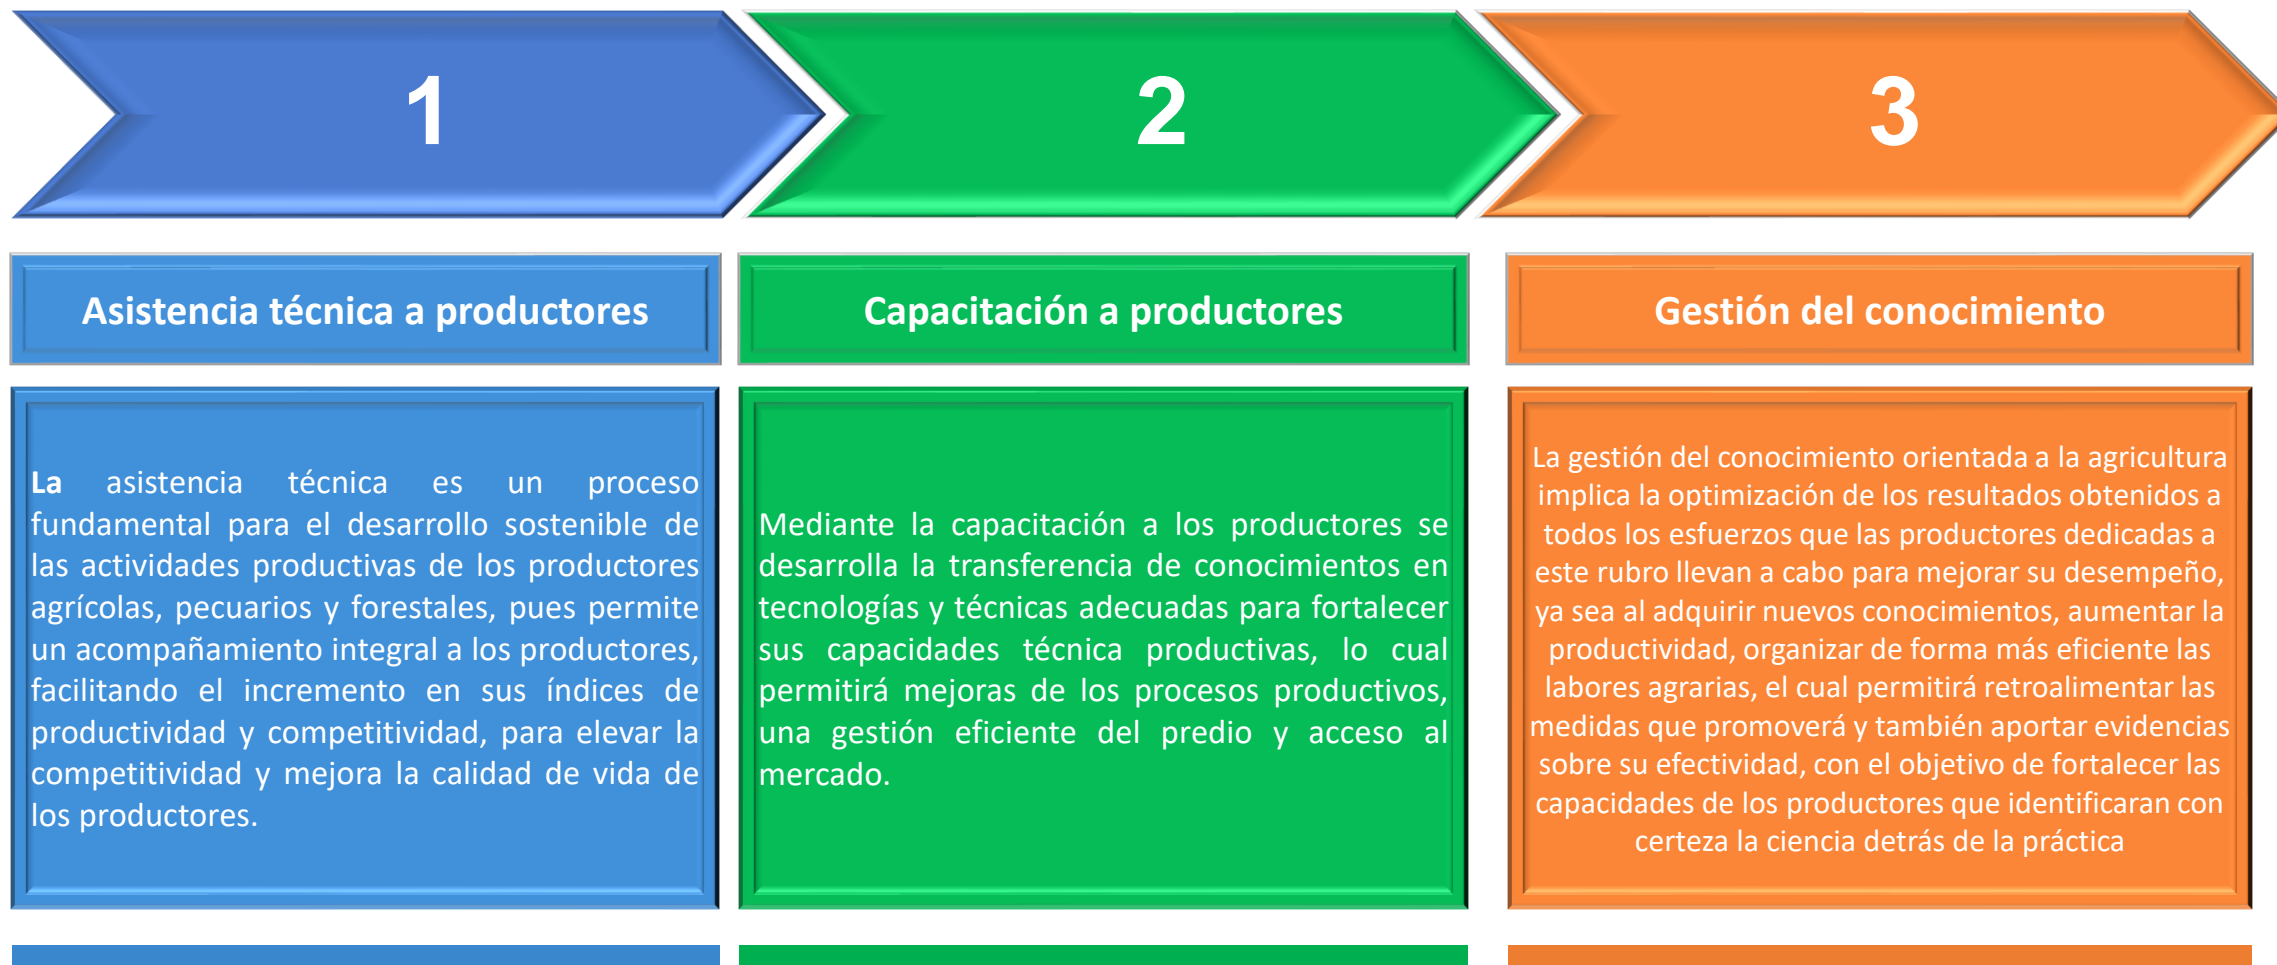 1
2
3
Asistencia técnica a productores
Capacitación a productores
Gestión del conocimiento
La asistencia técnica es un proceso
fundamental para el desarrollo sostenible de
las actividades productivas de los productores
agrícolas, pecuarios y forestales, pues permite
un acompañamiento integral a los productores,
facilitando el incremento en sus índices de
productividad y competitividad, para elevar la
competitividad y mejora la calidad de vida de
los productores.
Mediante la capacitación a los productores se
desarrolla la transferencia de conocimientos en
tecnologías y técnicas adecuadas para fortalecer
sus capacidades técnica productivas, lo cual
permitirá mejoras de los procesos productivos,
una gestión eficiente del predio y acceso al
mercado.
La gestión del conocimiento orientada a la agricultura
implica la optimización de los resultados obtenidos a
todos los esfuerzos que las productores dedicadas a
este rubro llevan a cabo para mejorar su desempeño,
ya sea al adquirir nuevos conocimientos, aumentar la
productividad, organizar de forma más eficiente las
labores agrarias, el cual permitirá retroalimentar las
medidas que promoverá y también aportar evidencias
sobre su efectividad, con el objetivo de fortalecer las
capacidades de los productores que identificaran con
certeza la ciencia detrás de la práctica